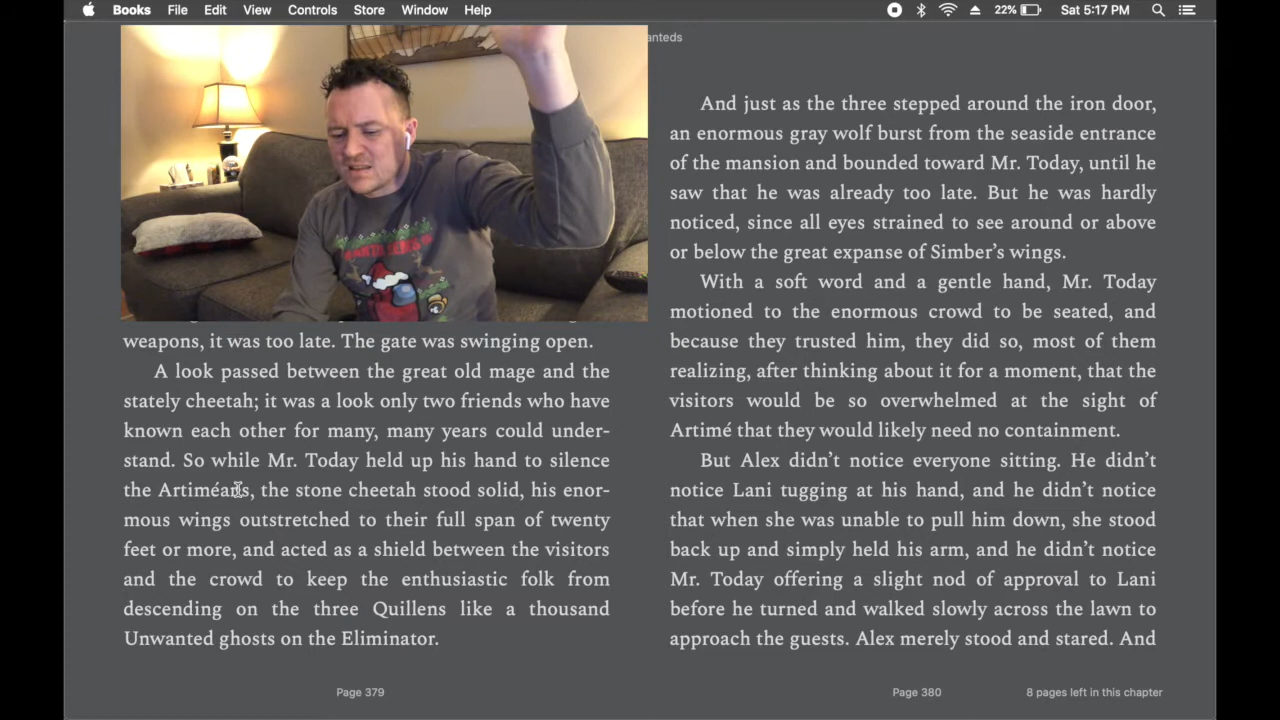 Books File Edit View Controls Store Window Help
22% Sat 5:17 PM
anteds
weapons, it was too late. The gate was swinging open.
A look passed between the great old mage and the
stately cheetah; it was a look only two friends who have
known each other for many, many years could under-
stand. So while Mr. Today held up his hand to silence
the Artiméans, the stone cheetah stood solid, his enor-
mous wings outstretched to their full span of twenty
feet or more, and acted as a shield between the visitors
and the crowd to keep the enthusiastic folk from
descending on the three Quillens like a thousand
Unwanted ghosts on the Eliminator.
Page 379
And just as the three stepped around the iron door,
an enormous gray wolf burst from the seaside entrance
of the mansion and bounded toward Mr. Today, until he
saw that he was already too late. But he was hardly
noticed, since all eyes strained to see around or above
or below the great expanse of Simber’s wings.
With a soft word and a gentle hand, Mr. Today
motioned to the enormous crowd to be seated, and
because they trusted him, they did so, most of them
realizing, after thinking about it for a moment, that the
visitors would be so overwhelmed at the sight of
Artimé that they would likely need no containment.
But Alex didn’t notice everyone sitting. He didn’t
notice Lani tugging at his hand, and he didn’t notice
that when she was unable to pull him down, she stood
back up and simply held his arm, and he didn’t notice
Mr. Today offering a slight nod of approval to Lani
before he turned and walked slowly across the lawn to
approach the guests. Alex merely stood and stared. And
Page 380
8 pages left in this chapter